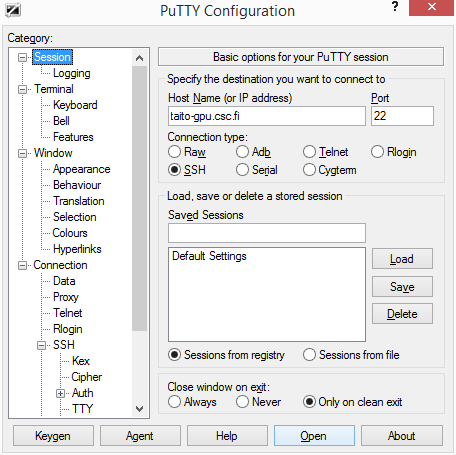 PuTTY Configuration
?
Category:
Session
Logging
Terminal
Keyboard
Bell
Features
Window
Appearance
Behaviour
Translation
Selection
Colours
Hyperlinks
Connection
Data
Proxy
Telnet
Rlogin
SSH
Kex
Cipher
Auth
TTY
Basic options for your PuTTY session
Specify the destination you want to connect to
Host Name (or IP address) Port
taito-gpu.csc.fi 22
Connection type:
Raw Adb Telnet Rlogin
SSH Serial Cygterm
Load, save or delete a stored session
Saved Sessions
Default Settings
Load
Save
Delete
Sessions from registry Sessions from file
Close window on exit:
Always Never Only on clean exit
Keygen Agent Help Open About